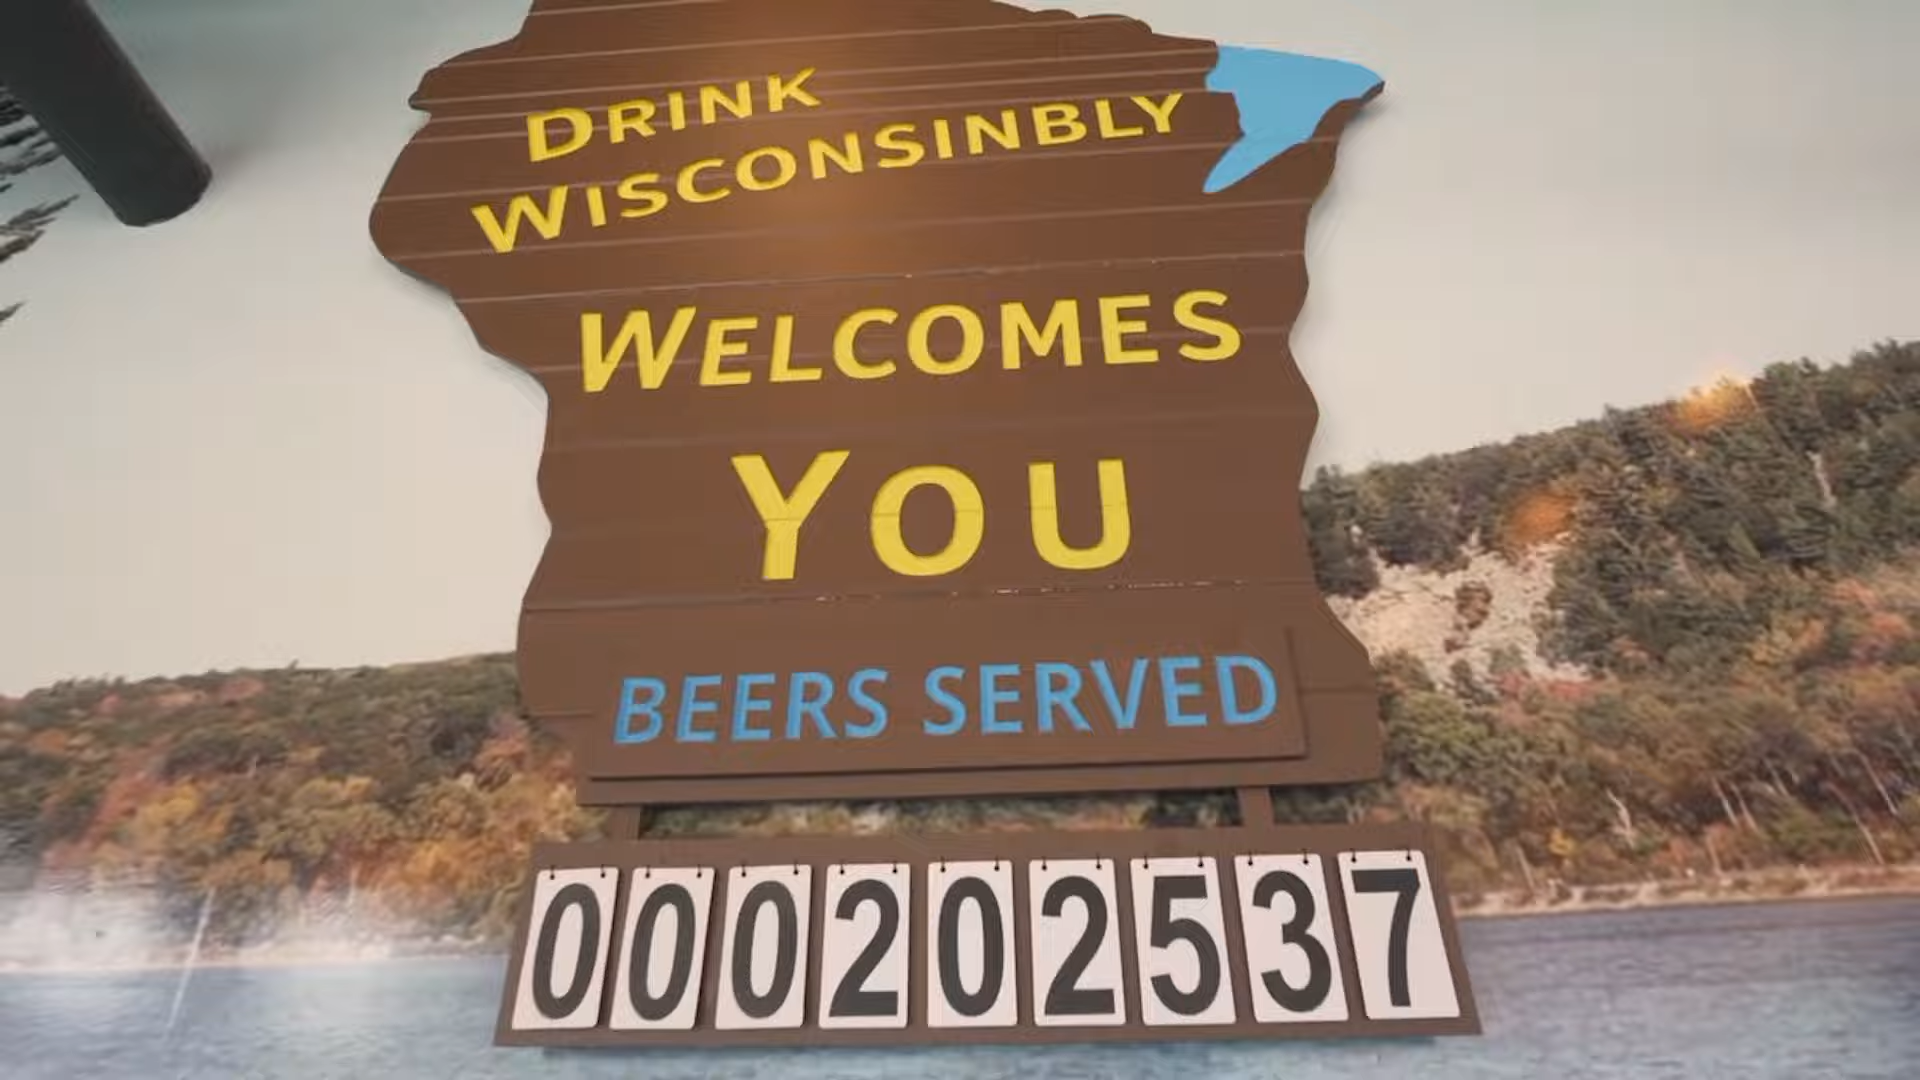 DRINK
WISCONSINBLY
WELCOMES
YOU
BEERS SERVED
000202537